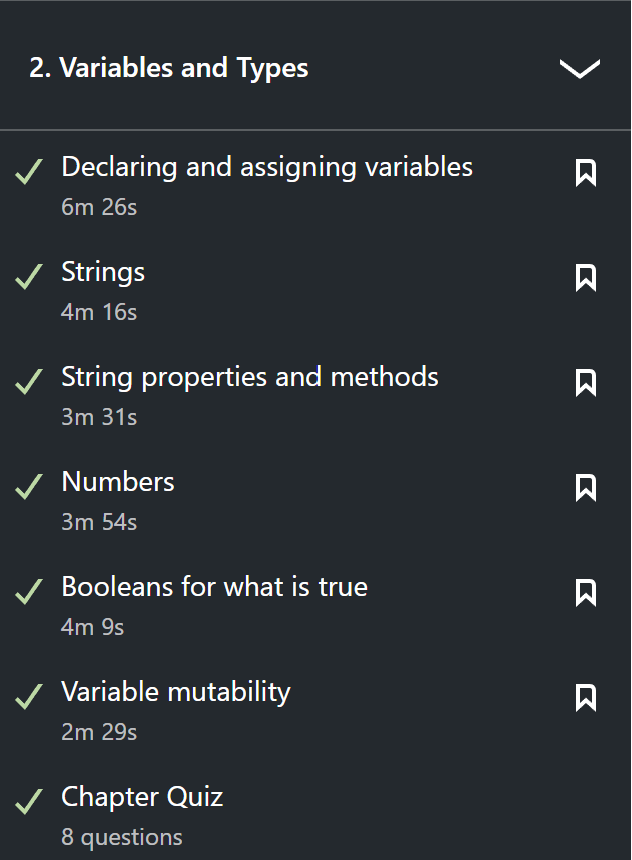 2. Variables and Types
Declaring and assigning variables
6m 26s
Strings
4m 16s
String properties and methods
3m 31s
Numbers
3m 54s
Booleans for what is true
4m 9s
Variable mutability
2m 29s
Chapter Quiz
8 questions